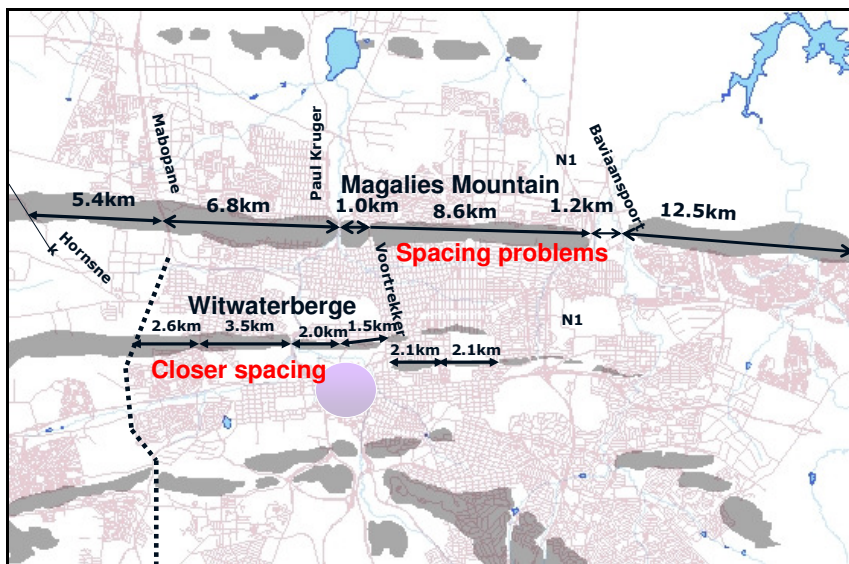 Mabopane
Paul Kruger
N1
Baviaanspoort
Magalies Mountain
5.4km
6.8km
1.0km
8.6km
1.2km
12.5km
Hornsne
k
Spacing problems
Voortrekker
Witwaterberge
N1
2.6km
3.5km
2.0km
1.5km
2.1km
2.1km
Closer spacing